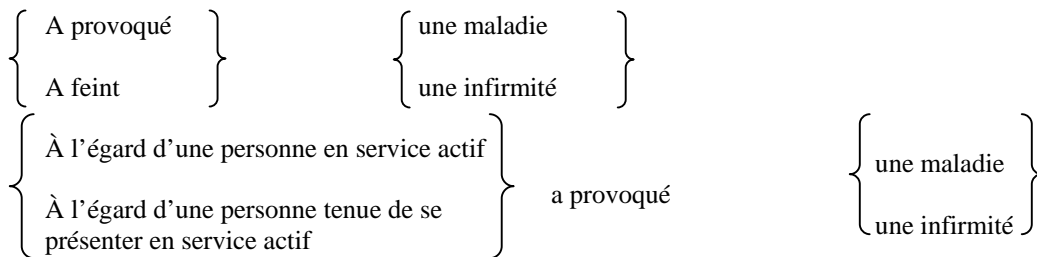 A provoqué une maladie
A feint une infirmité
À l’égard d’une personne en service actif
une maladie
a provoqué
À l’égard d’une personne tenue de se
une infirmité
présenter en service actif